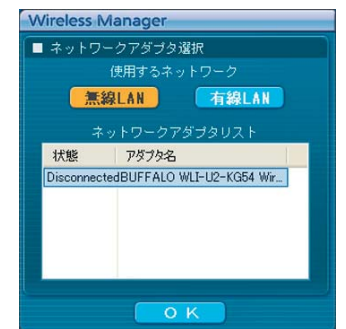 Wireless Manager
■ ネットワークアダプタ選択
使用するネットワーク
無線LAN 有線LAN
ネットワークアダプタリスト
状態 アダプタ名
Disconnected BUFFALO WLI-U2-KG54 Wir...
O K